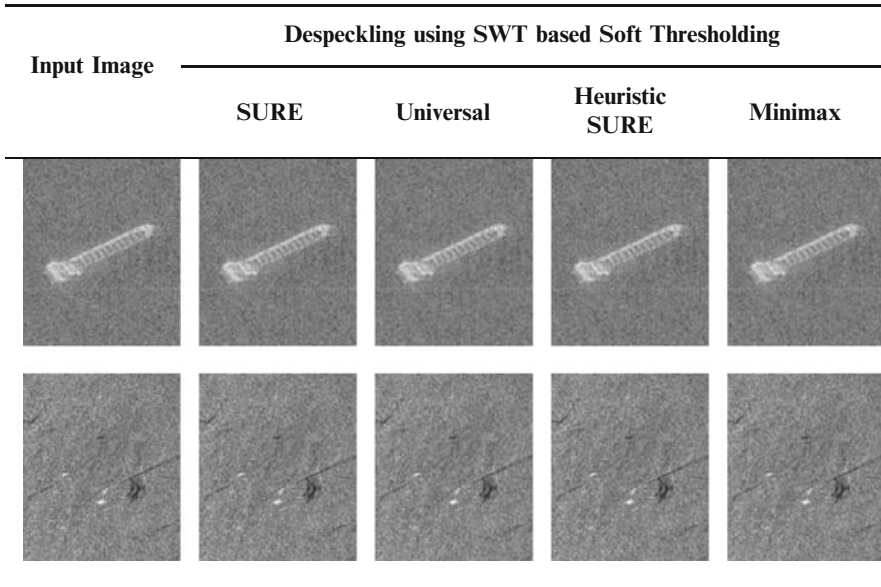 Despeckling using SWT based Soft Thresholding
Input Image
SURE
Universal
Heuristic
SURE
Minimax